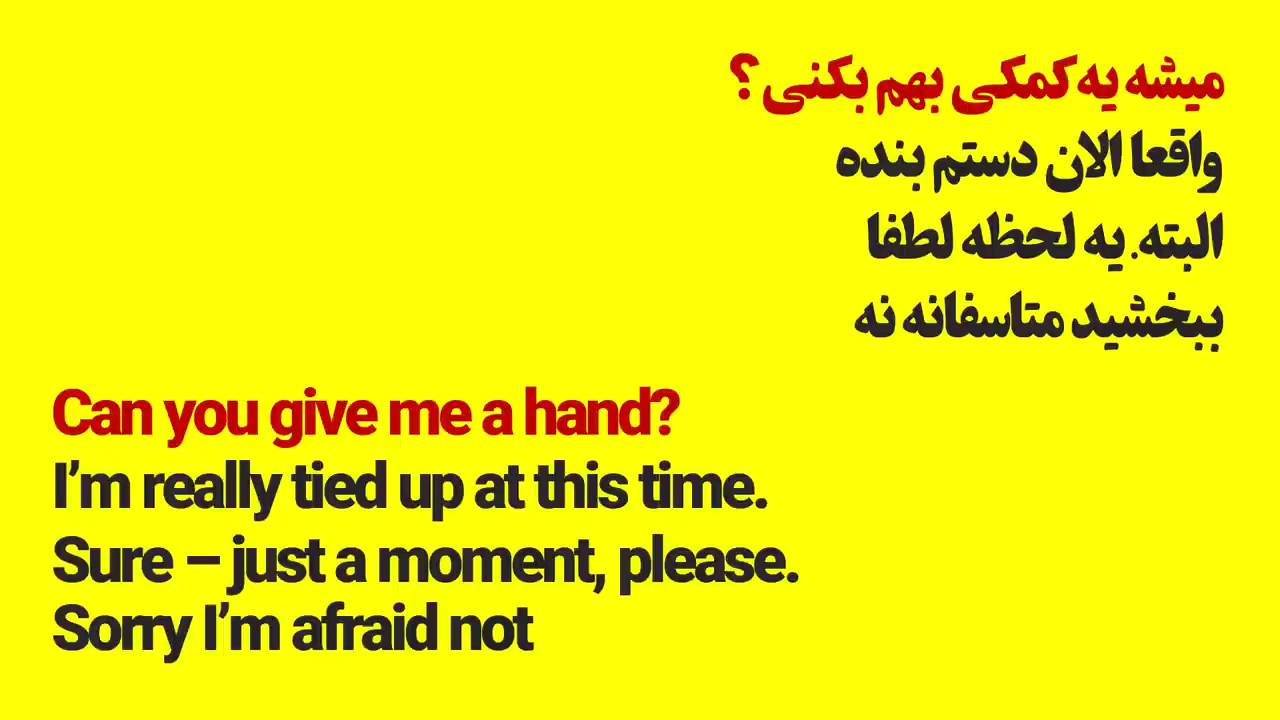 میشه یه کمکی بهم بکنی ؟
واقعا الان دستم بنده
البته. یه لحظه لطفا
ببخشید متاسفانه نه
Can you give me a hand?
I’m really tied up at this time.
Sure – just a moment, please.
Sorry I’m afraid not